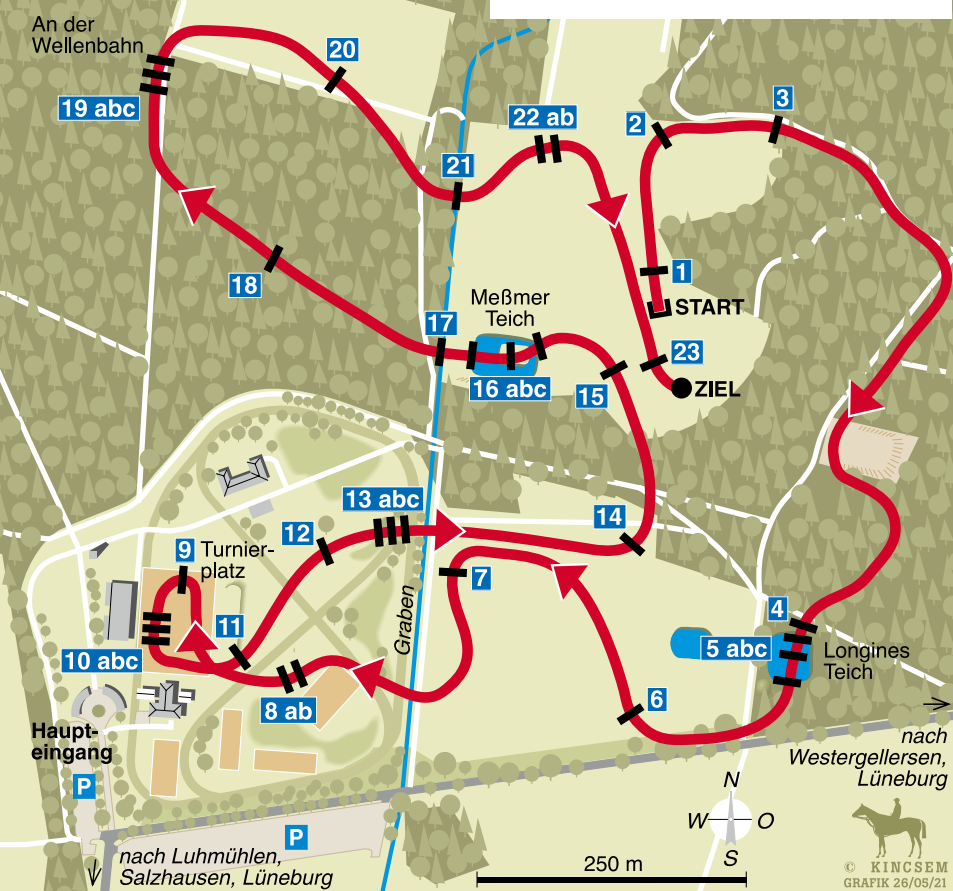 An der
Wellenbahn
20
19 abc
22 ab
2
3
21
1
START
18
Meßmer
Teich
17
23
16 abc
15
ZIEL
13 abc
14
12
9
Turnier-
platz
7
Graben
11
4
10 abc
5 abc
Longines
Teich
8 ab
6
Haupt-
eingang
P
nach
Westergellersen,
Lüneburg
N
W
O
S
P
nach Luhmühlen,
Salzhausen, Lüneburg
250 m
© KINCSEM
GRAFIK 26/05/21